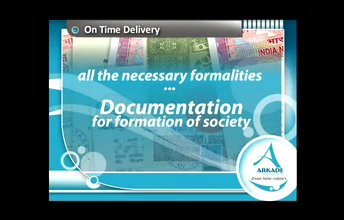 On Time Delivery
INDIA N
all the necessary formalities
...
Documentation
for formation of society
ARKADE